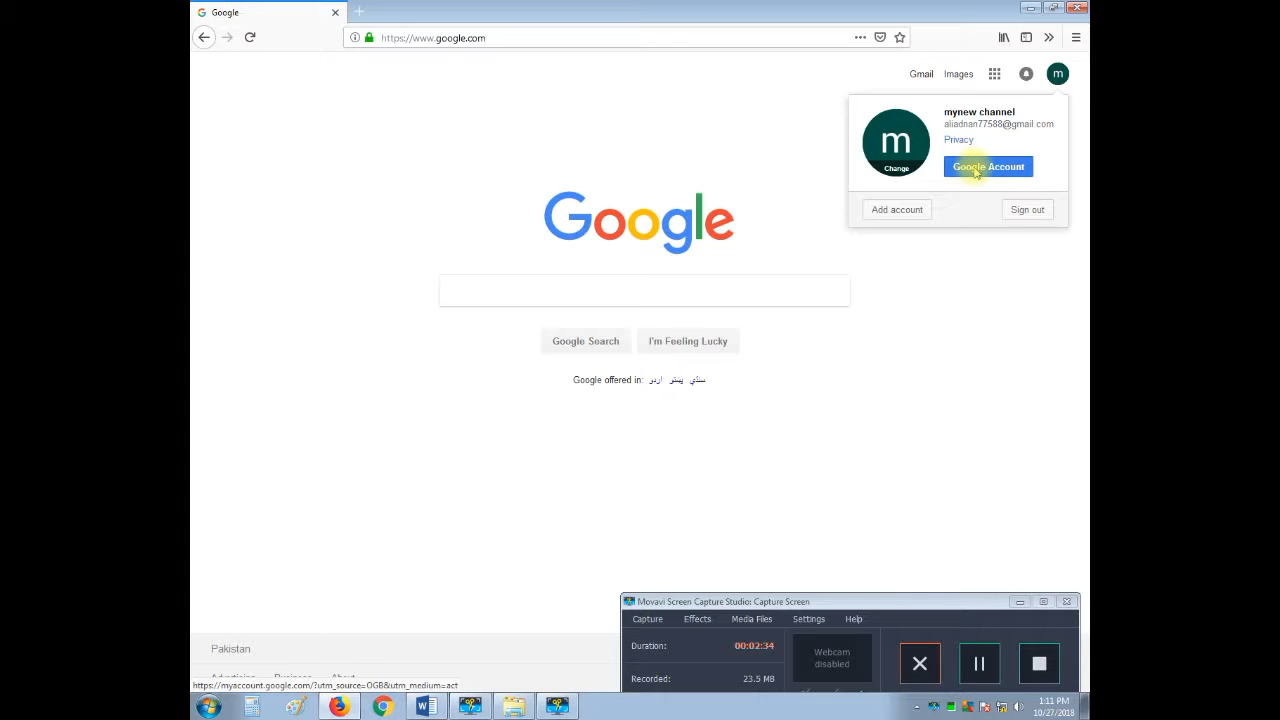 Google
https://www.google.com
Gmail Images m
mynew channel
aliadnan77588@gmail.com
Privacy
m
Change
Google Account
Add account Sign out
Google
Google Search I'm Feeling Lucky
Google offered in: اردو پښتو سنڌي
Movavi Screen Capture Studio: Capture Screen
Capture Effects Media Files Settings Help
Duration: 00:02:34
Webcam
disabled
Recorded: 23.5 MB
Pakistan
Advertising Business About
https://myaccount.google.com/?utm_source=OGB&utm_medium=act
1:11 PM
10/27/2018